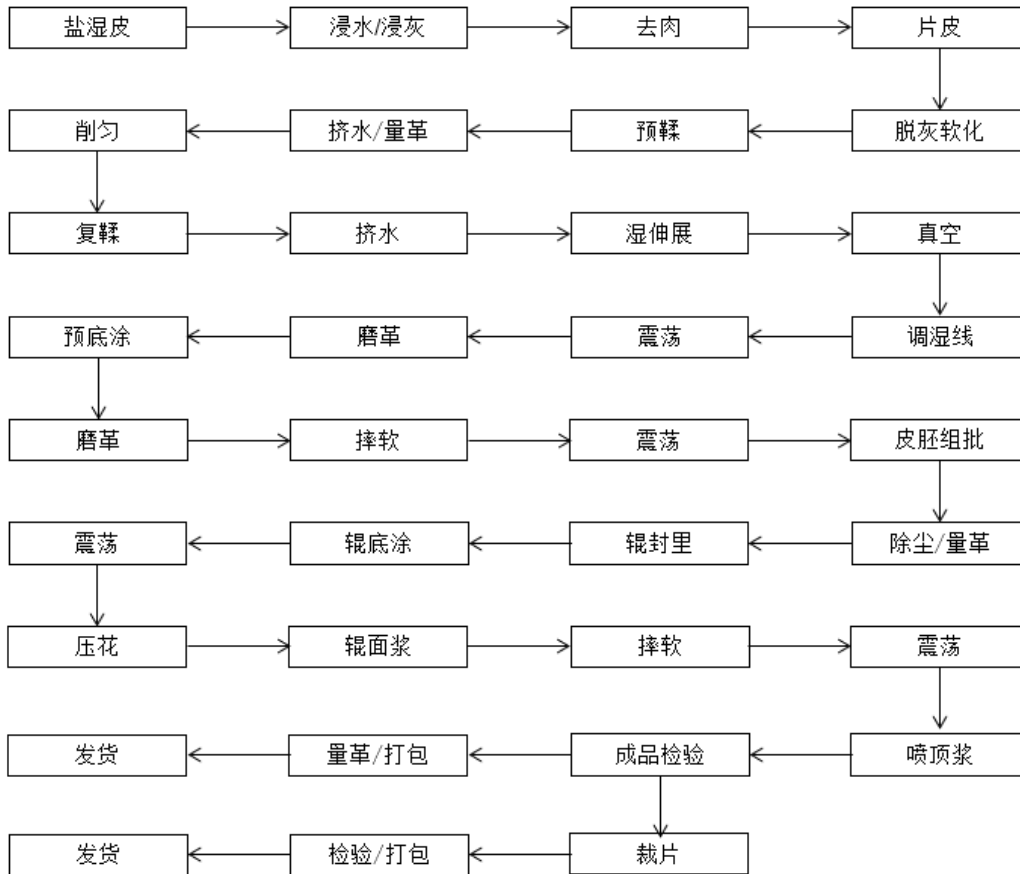 盐湿皮
浸水/浸灰
去肉
片皮
脱灰软化
预鞣
挤水/量革
削匀
复鞣
挤水
湿伸展
真空
调湿线
震荡
磨革
预底涂
磨革
摔软
震荡
皮胚组批
除尘/量革
辊封里
辊底涂
震荡
压花
辊面浆
摔软
震荡
喷顶浆
成品检验
量革/打包
发货
裁片
检验/打包
发货